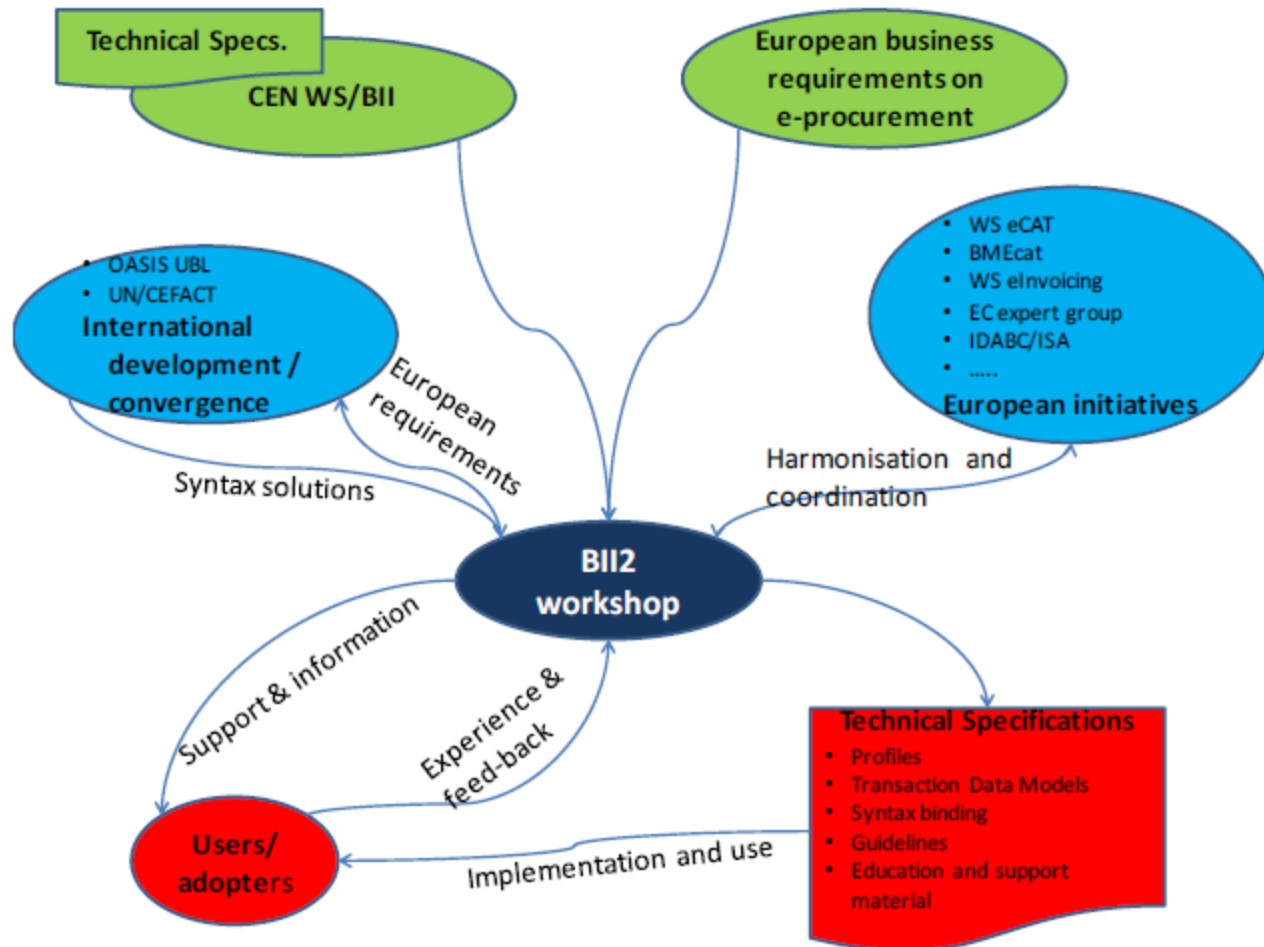 Technical Specs.
CEN WS/BII
European business
requirements on
e-procurement
• OASIS UBL
• UN/CEFACT
International
development /
convergence
• WS eCAT
• BMEcat
• WS eInvoicing
• EC expert group
• IDABC/ISA
• .....
European initiatives
European
requirements
Syntax solutions
Harmonisation and
coordination
BII2
workshop
Support & information
Experience &
feed-back
Technical Specifications
• Profiles
• Transaction Data Models
• Syntax binding
• Guidelines
• Education and support
material
Users/
adopters
Implementation and use